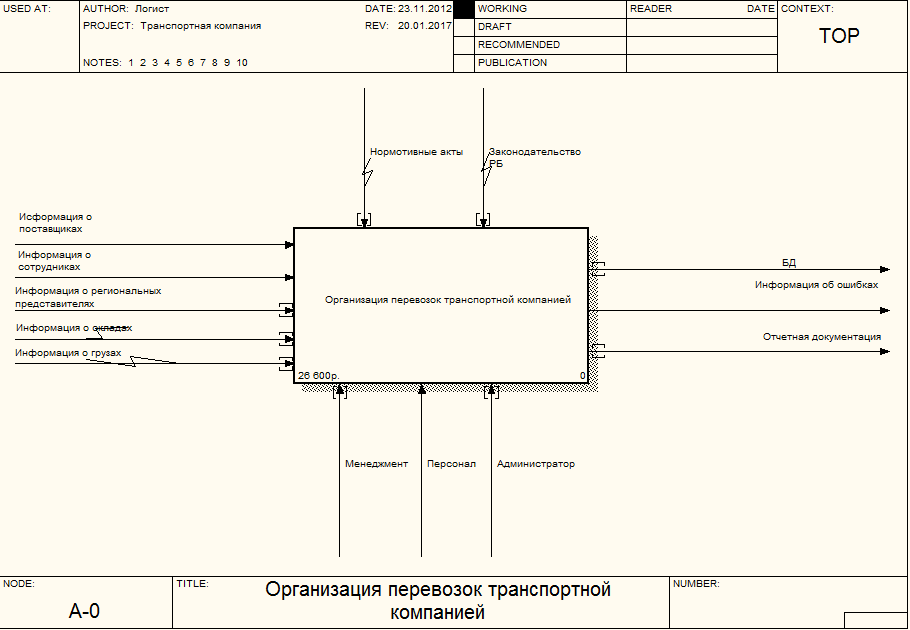 USED AT:
AUTHOR: Логист
DATE: 23.11.2012
WORKING
READER
DATE
CONTEXT:
PROJECT: Транспортная компания
REV: 20.01.2017
DRAFT
TOP
RECOMMENDED
NOTES: 1 2 3 4 5 6 7 8 9 10
PUBLICATION
Нормотивные акты
Законодательство
РБ
Исформация о
поставщиках
Информация о
сотрудниках
Информация о региональных
представителях
Информация о складах
Информация о грузах
Организация перевозок транспортной компанией
26 600р.
0
БД
Информация об ошибках
Отчетная документация
Менеджмент
Персонал
Администратор
NODE:
A-0
TITLE:
Организация перевозок транспортной
компанией
NUMBER: